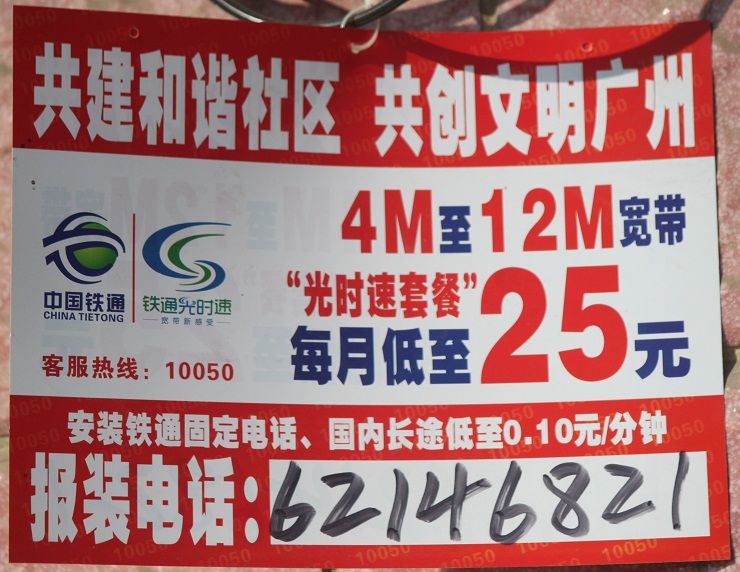 共建和谐社区 共创文明广州
4M至12M宽带
“光时速套餐”
每月低至25元
中国铁通
CHINA TIETONG
铁通光时速
宽带新感受
客服热线：10050
安装铁通固定电话、国内长途低至0.10元/分钟
报装电话:62146821